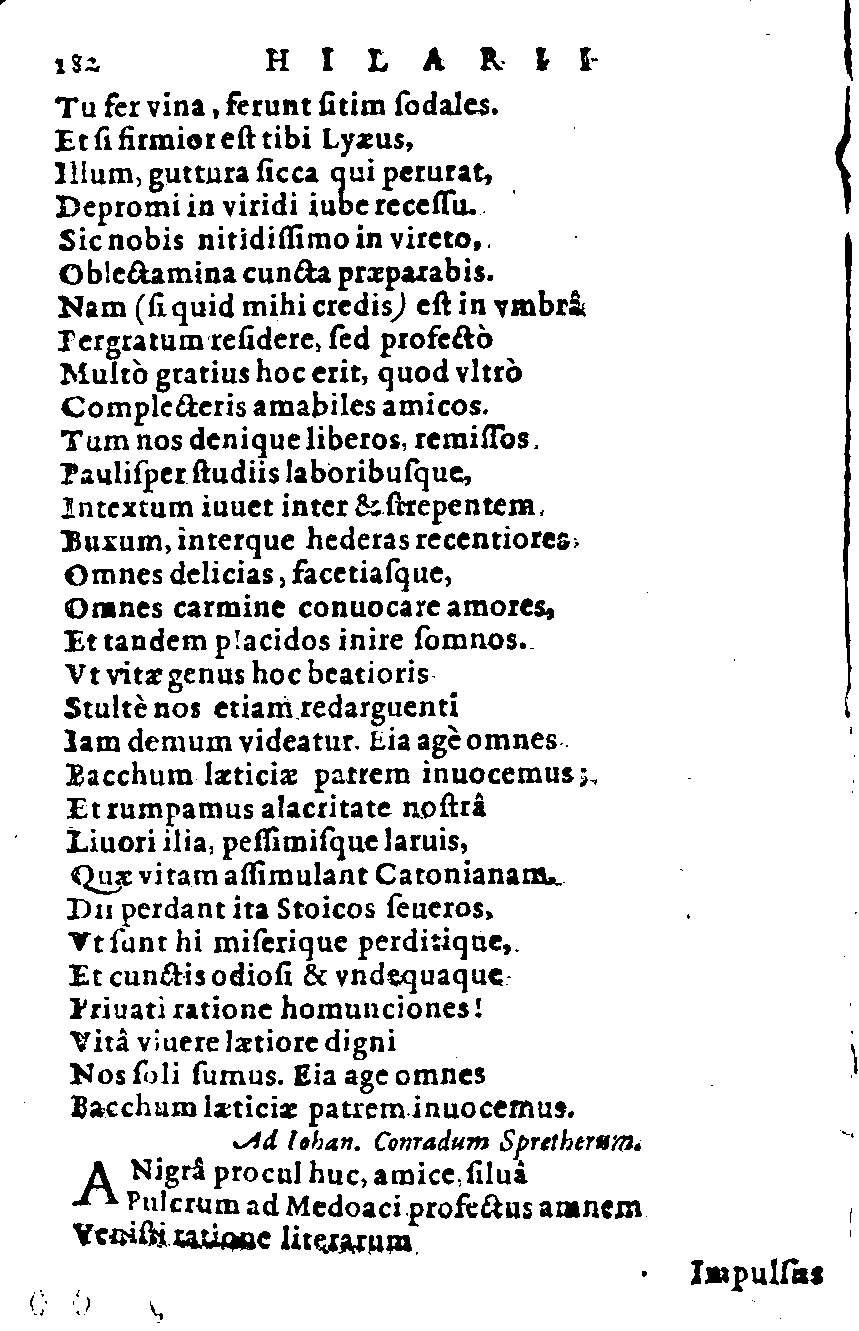 182 HILARII
Tu fer vina, ferunt ſitim ſodales.
Et ſi firmior eſt tibi Lyæus,
Illum, guttura ſicca qui perurat,
Depromi in viridi iube receſſu.
Sic nobis nitidiſſimo in vireto,
Oblectamina cuncta præparabis.
Nam (ſi quid mihi credis) eſt in vmbrâ
Pergratum reſidere, ſed profectò
Multò gratius hoc erit, quod vltrò
Complecteris amabiles amicos.
Tum nos denique liberos, remiſſos
Pauliſper ſtudiis laboribuſque,
Intextum iuuet inter & ſtrepentem
Buxum, interque hederas recentiores,
Omnes delicias, facetiaſque,
Omnes carmine conuocare amores,
Et tandem placidos inire ſomnos.
Vt vitæ genus hoc beatioris
Stultè nos etiam redarguenti
Iam demum videatur. Eia agè omnes
Bacchum læticiæ patrem inuocemus;
Et rumpamus alacritate noſtrâ
Liuori ilia, peſſimiſque laruis,
Quæ vitam aſſimulant Catonianam.
Dii perdant ita Stoicos ſeueros,
Vt ſunt hi miſerique perditique,
Et cunctis odioſi & vndequaque
Priuati ratione homunciones!
Vitâ viuere lætiore digni
Nos ſoli ſumus. Eia age omnes
Bacchum læticiæ patrem inuocemus.
Ad Iohan. Conradum Spretherum.
A Nigrâ procul huc, amice, ſiluâ
Pulcrum ad Medoaci profectus amnem
Veniſti ratione literarum
Impulſus